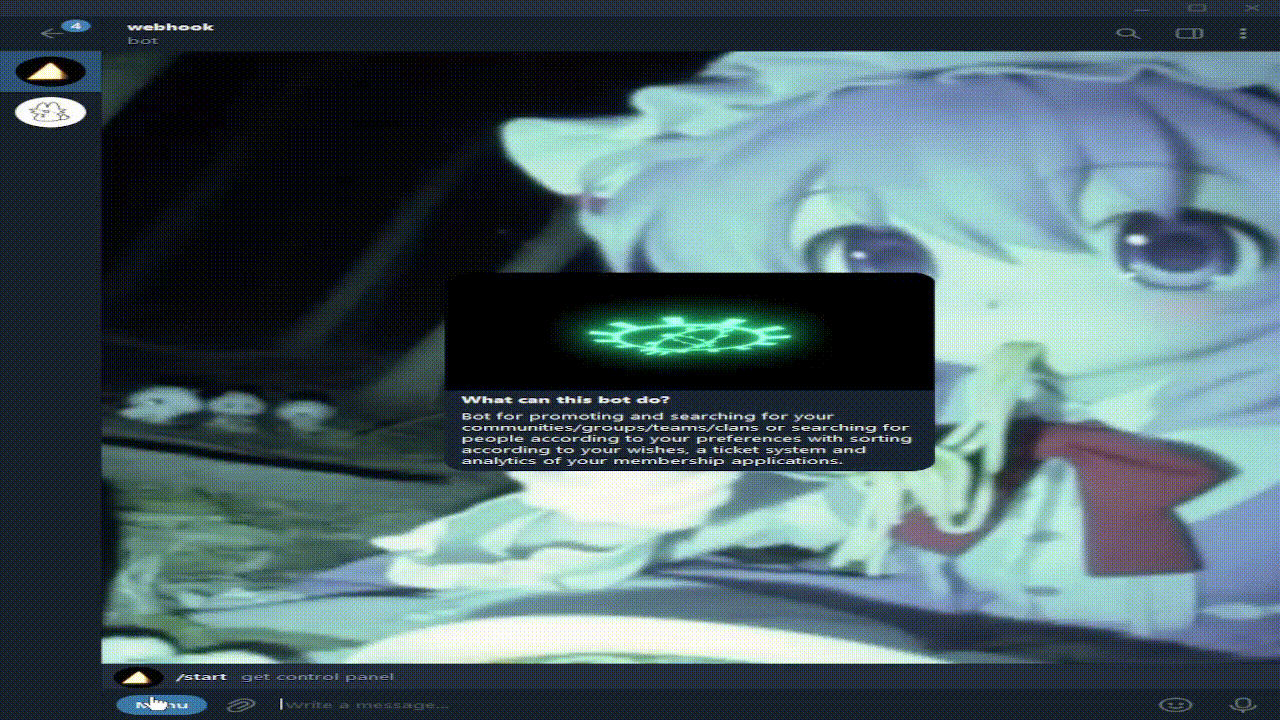 4
webhook
bot
What can this bot do?
Bot for promoting and searching for your
communities/groups/teams/clans or searching for
people according to your preferences with sorting
according to your wishes, a ticket system and
analytics of your membership applications.
/start get control panel
Menu
Write a message...